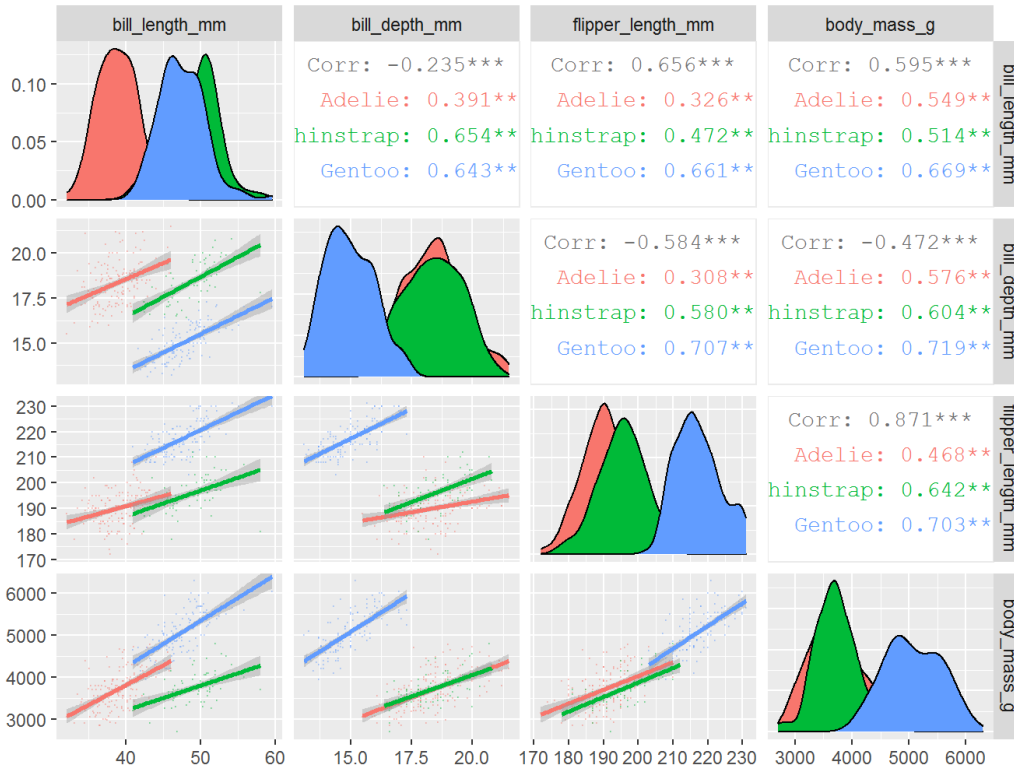 bill_length_mm bill_depth_mm flipper_length_mm body_mass_g
0.10
0.05
0.00
Corr: -0.235***
Adelie: 0.391**
hinstrap: 0.654**
Gentoo: 0.643**
Corr: 0.656***
Adelie: 0.326**
hinstrap: 0.472**
Gentoo: 0.661**
Corr: 0.595***
Adelie: 0.549**
hinstrap: 0.514**
Gentoo: 0.669**
bill_length_mm
20.0
17.5
15.0
Corr: -0.584***
Adelie: 0.308**
hinstrap: 0.580**
Gentoo: 0.707**
Corr: -0.472***
Adelie: 0.576**
hinstrap: 0.604**
Gentoo: 0.719**
bill_depth_mm
230
220
210
200
190
180
170
Corr: 0.871***
Adelie: 0.468**
hinstrap: 0.642**
Gentoo: 0.703**
flipper_length_mm
6000
5000
4000
3000
body_mass_g
40 50 60
15.0 17.5 20.0
170 180 190 200 210 220 230
3000 4000 5000 6000